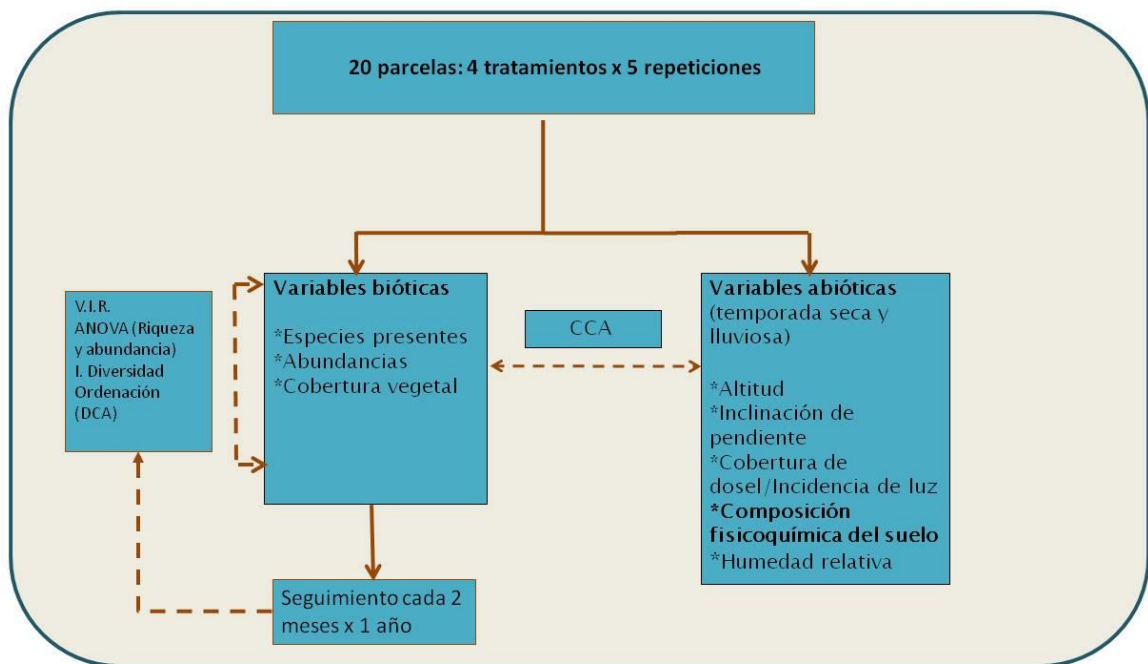 20 parcelas: 4 tratamientos x 5 repeticiones
V.I.R.
ANOVA (Riqueza
y abundancia)
I. Diversidad
Ordenación
(DCA)
Variables bióticas
*Especies presentes
*Abundancias
*Cobertura vegetal
CCA
Variables abióticas
(temporada seca y
lluviosa)
*Altitud
*Inclinación de
pendiente
*Cobertura de
dosel/Incidencia de luz
*Composición
fisicoquímica del suelo
*Humedad relativa
Seguimiento cada 2
meses x 1 año